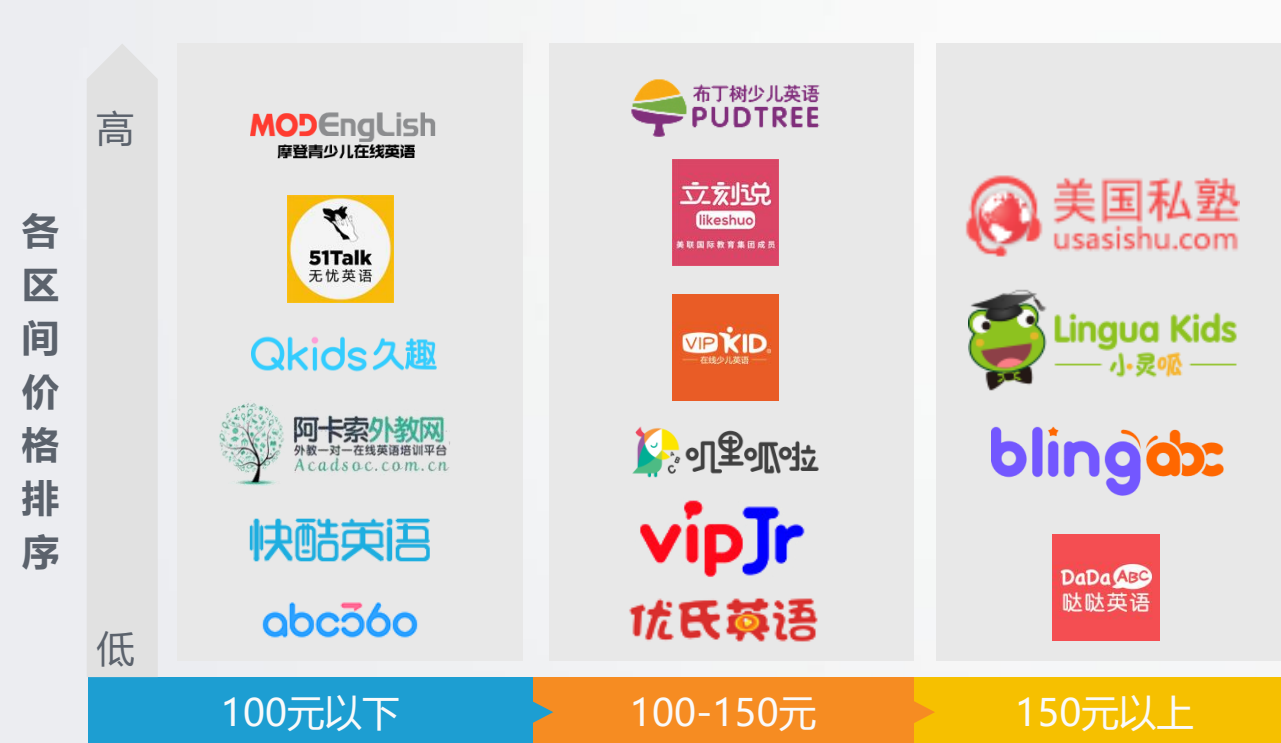 各区间价格排序
高
低
MODEngLish
摩登青少儿在线英语
51Talk
无忧英语
Qkids久趣
阿卡索外教网
外教一对一在线英语培训平台
Acadsoc.com.cn
快酷英语
abc360
布丁树少儿英语
PUDTREE
立刻说
likeshuo
美联国际教育集团成员
VIPKID
在线少儿英语
叽里呱啦
vipJr
优氏英语
美国私塾
usasishu.com
Lingua Kids
小灵呱
blingabc
DaDaABC
哒哒英语
100元以下
100-150元
150元以上